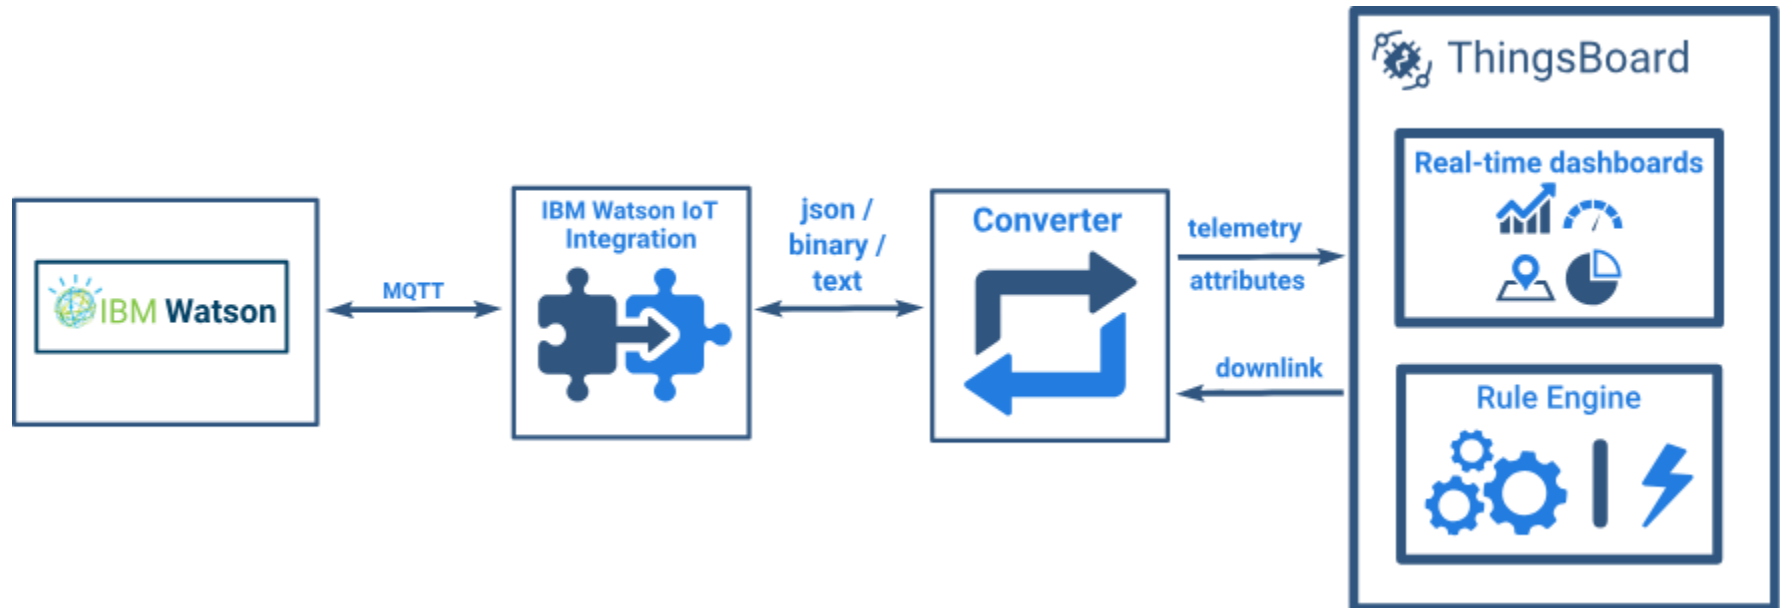 IBM Watson
MQTT
IBM Watson IoT
Integration
json /
binary /
text
Converter
telemetry
attributes
downlink
ThingsBoard
Real-time dashboards
Rule Engine